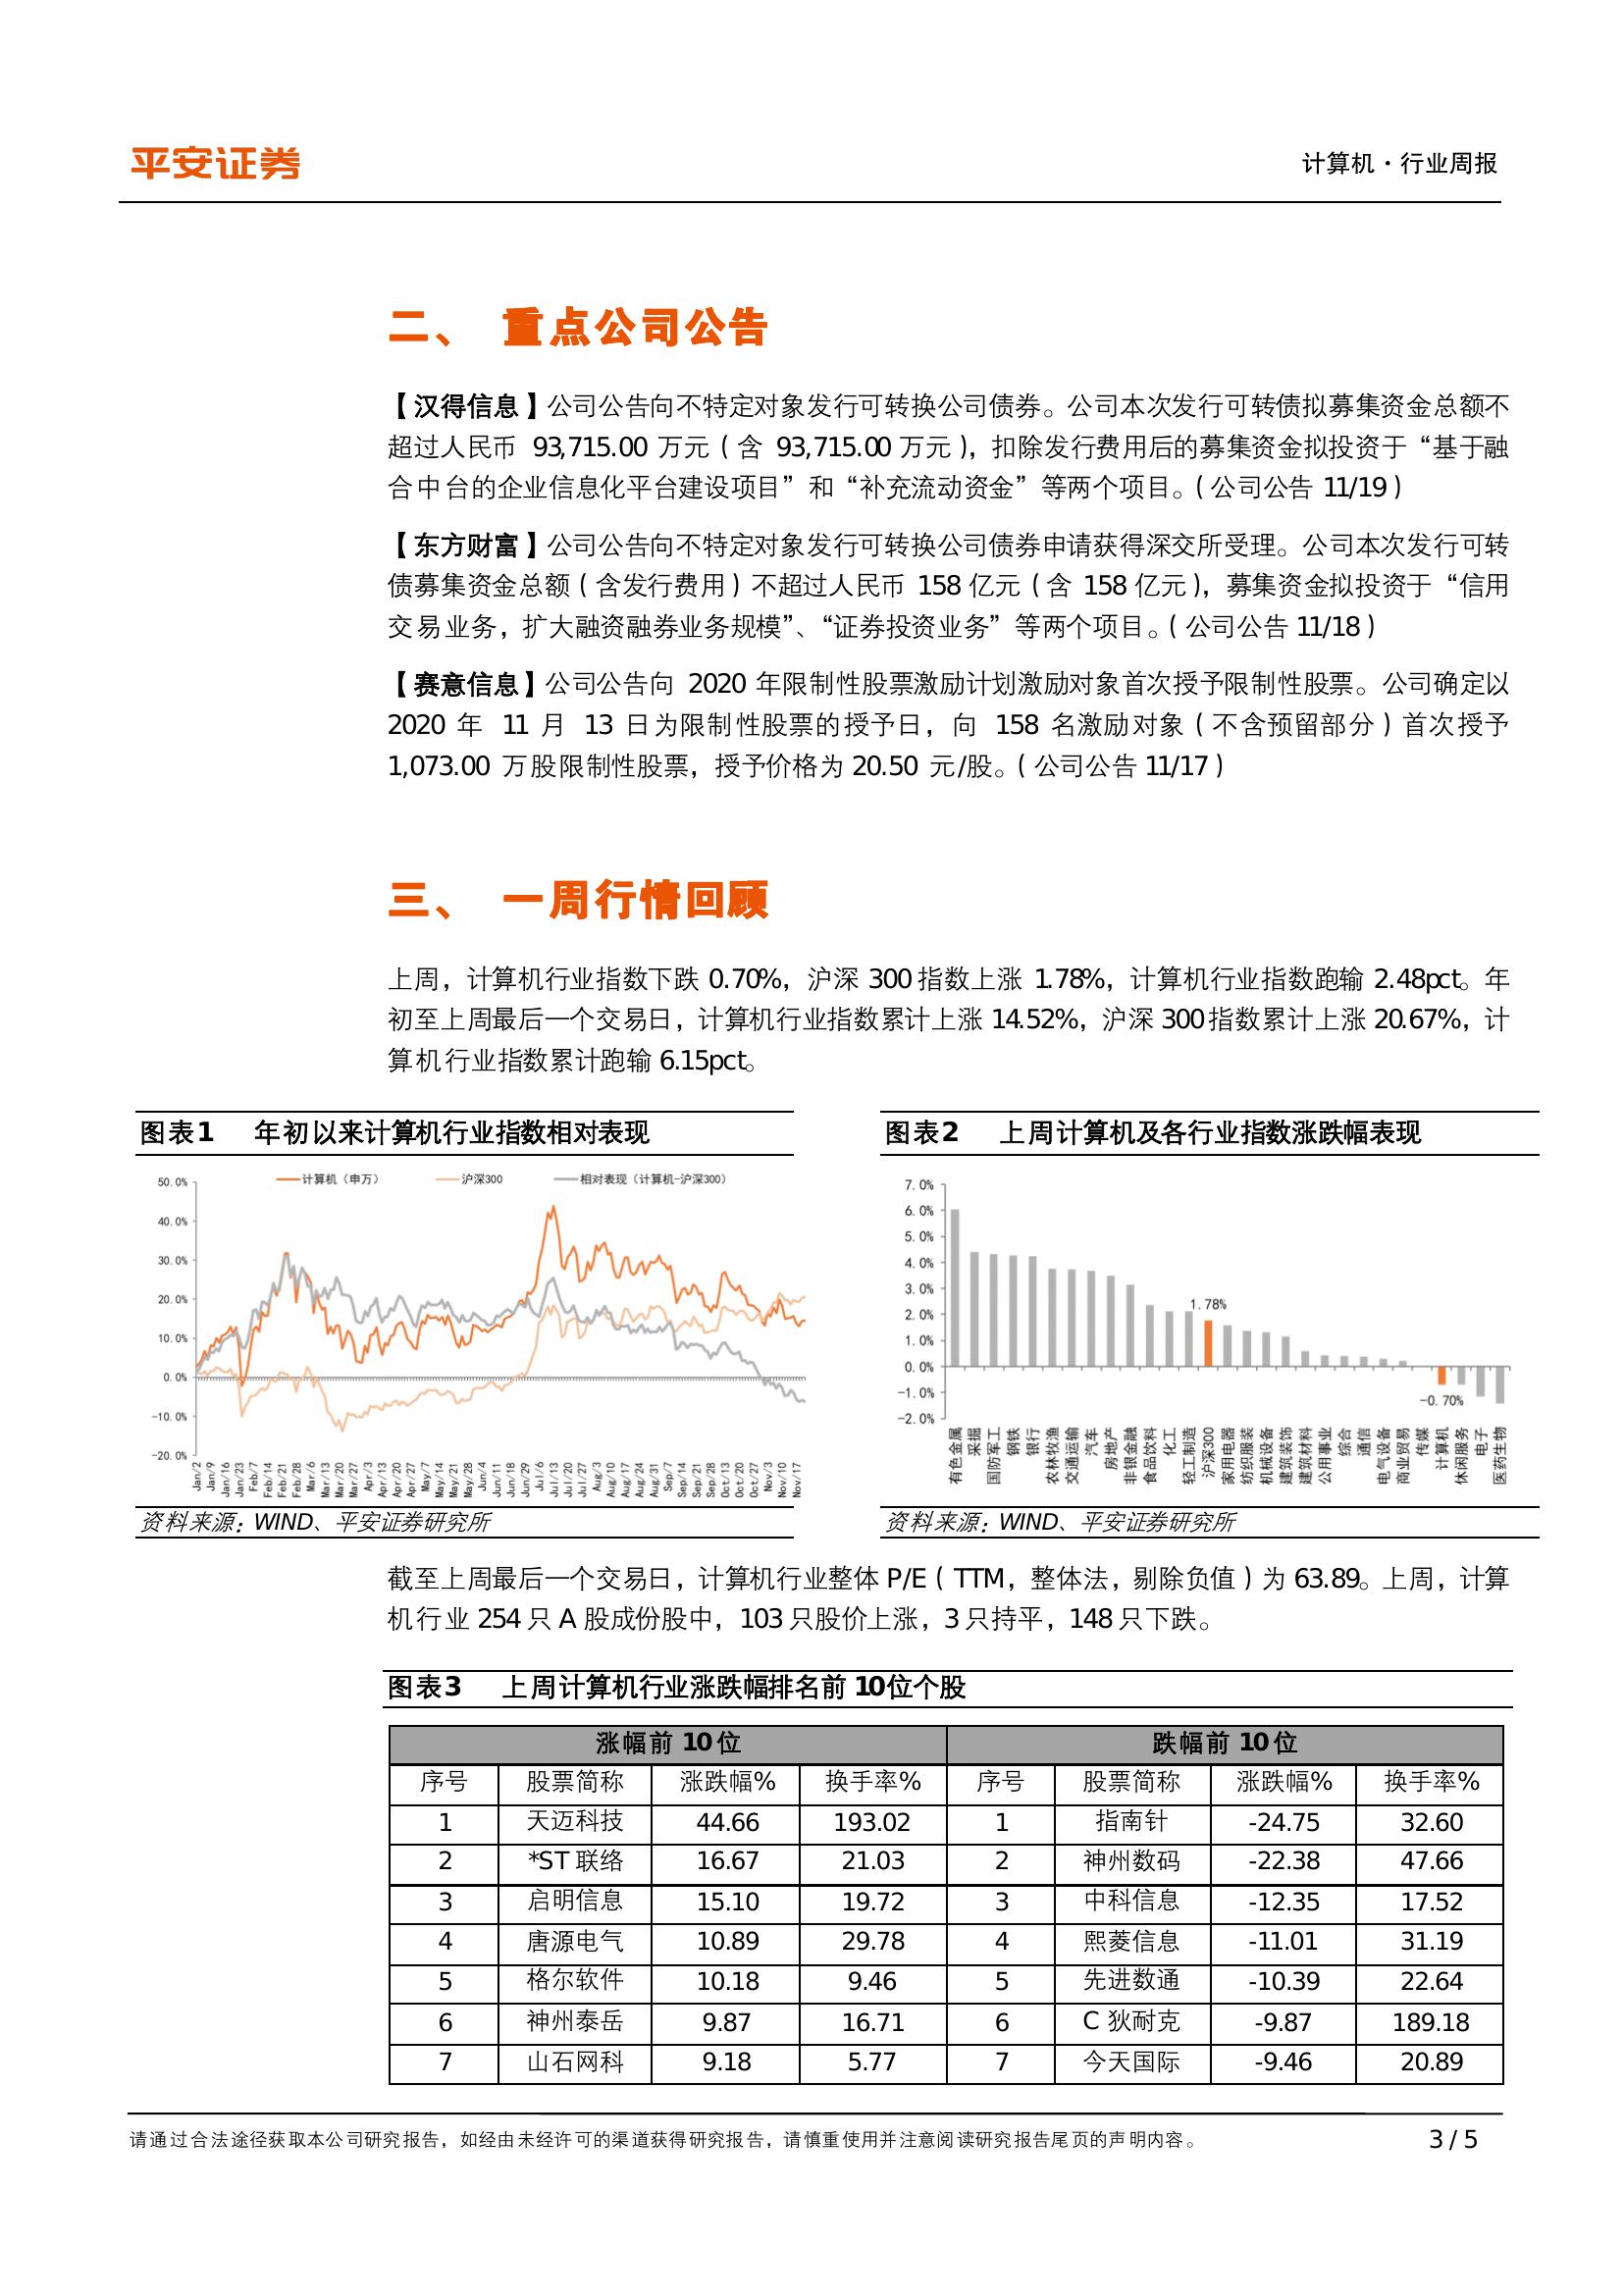 平安证券
计算机·行业周报
二、 重点公司公告
【汉得信息】公司公告向不特定对象发行可转换公司债券。公司本次发行可转债拟募集资金总额不
超过人民币 93,715.00 万元（含 93,715.00 万元），扣除发行费用后的募集资金拟投资于“基于融
合中台的企业信息化平台建设项目”和“补充流动资金”等两个项目。（公司公告 11/19）
【东方财富】公司公告向不特定对象发行可转换公司债券申请获得深交所受理。公司本次发行可转
债募集资金总额（含发行费用）不超过人民币 158 亿元（含 158 亿元），募集资金拟投资于“信用
交易业务，扩大融资融券业务规模”、“证券投资业务”等两个项目。（公司公告 11/18）
【赛意信息】公司公告向 2020 年限制性股票激励计划激励对象首次授予限制性股票。公司确定以
2020 年 11 月 13 日为限制性股票的授予日，向 158 名激励对象（不含预留部分）首次授予
1,073.00 万股限制性股票，授予价格为 20.50 元/股。（公司公告 11/17）
三、 一周行情回顾
上周，计算机行业指数下跌 0.70%，沪深 300 指数上涨 1.78%，计算机行业指数跑输 2.48pct。年
初至上周最后一个交易日，计算机行业指数累计上涨 14.52%，沪深 300 指数累计上涨 20.67%，计
算机行业指数累计跑输 6.15pct。
图表1 年初以来计算机行业指数相对表现
计算机（申万） 沪深300 相对表现（计算机-沪深300）
50.0%
40.0%
30.0%
20.0%
10.0%
0.0%
-10.0%
-20.0%
Jan/2 Jan/9 Jan/16 Jan/23 Feb/7 Feb/14 Feb/21 Feb/28 Mar/6 Mar/13 Mar/20 Mar/27 Apr/3 Apr/13 Apr/20 Apr/27 May/7 May/14 May/21 May/28 Jun/4 Jun/11 Jun/18 Jun/29 Jul/6 Jul/13 Jul/20 Jul/27 Aug/3 Aug/10 Aug/17 Aug/24 Aug/31 Sep/7 Sep/14 Sep/21 Sep/28 Oct/13 Oct/20 Oct/27 Nov/3 Nov/10 Nov/17
资料来源：WIND、平安证券研究所
图表2 上周计算机及各行业指数涨跌幅表现
7.0%
6.0%
5.0%
4.0%
3.0%
2.0%
1.0%
0.0%
-1.0%
-2.0%
1.78%
-0.70%
有色金属 采掘 国防军工 钢铁 银行 农林牧渔 交通运输 汽车 房地产 非银金融 食品饮料 化工 轻工制造 沪深300 家用电器 纺织服装 机械设备 建筑装饰 建筑材料 公用事业 综合 通信 电气设备 商业贸易 传媒 计算机 休闲服务 电子 医药生物
资料来源：WIND、平安证券研究所
截至上周最后一个交易日，计算机行业整体 P/E（TTM，整体法，剔除负值）为 63.89。上周，计算
机行业 254 只 A 股成份股中，103 只股价上涨，3 只持平，148 只下跌。
图表3 上周计算机行业涨跌幅排名前 10位个股
涨幅前 10 位 跌幅前 10 位
序号 股票简称 涨跌幅% 换手率% 序号 股票简称 涨跌幅% 换手率%
1 天迈科技 44.66 193.02 1 指南针 -24.75 32.60
2 *ST 联络 16.67 21.03 2 神州数码 -22.38 47.66
3 启明信息 15.10 19.72 3 中科信息 -12.35 17.52
4 唐源电气 10.89 29.78 4 熙菱信息 -11.01 31.19
5 格尔软件 10.18 9.46 5 先进数通 -10.39 22.64
6 神州泰岳 9.87 16.71 6 C 狄耐克 -9.87 189.18
7 山石网科 9.18 5.77 7 今天国际 -9.46 20.89
请通过合法途径获取本公司研究报告，如经由未经许可的渠道获得研究报告，请慎重使用并注意阅读研究报告尾页的声明内容。
3 / 5